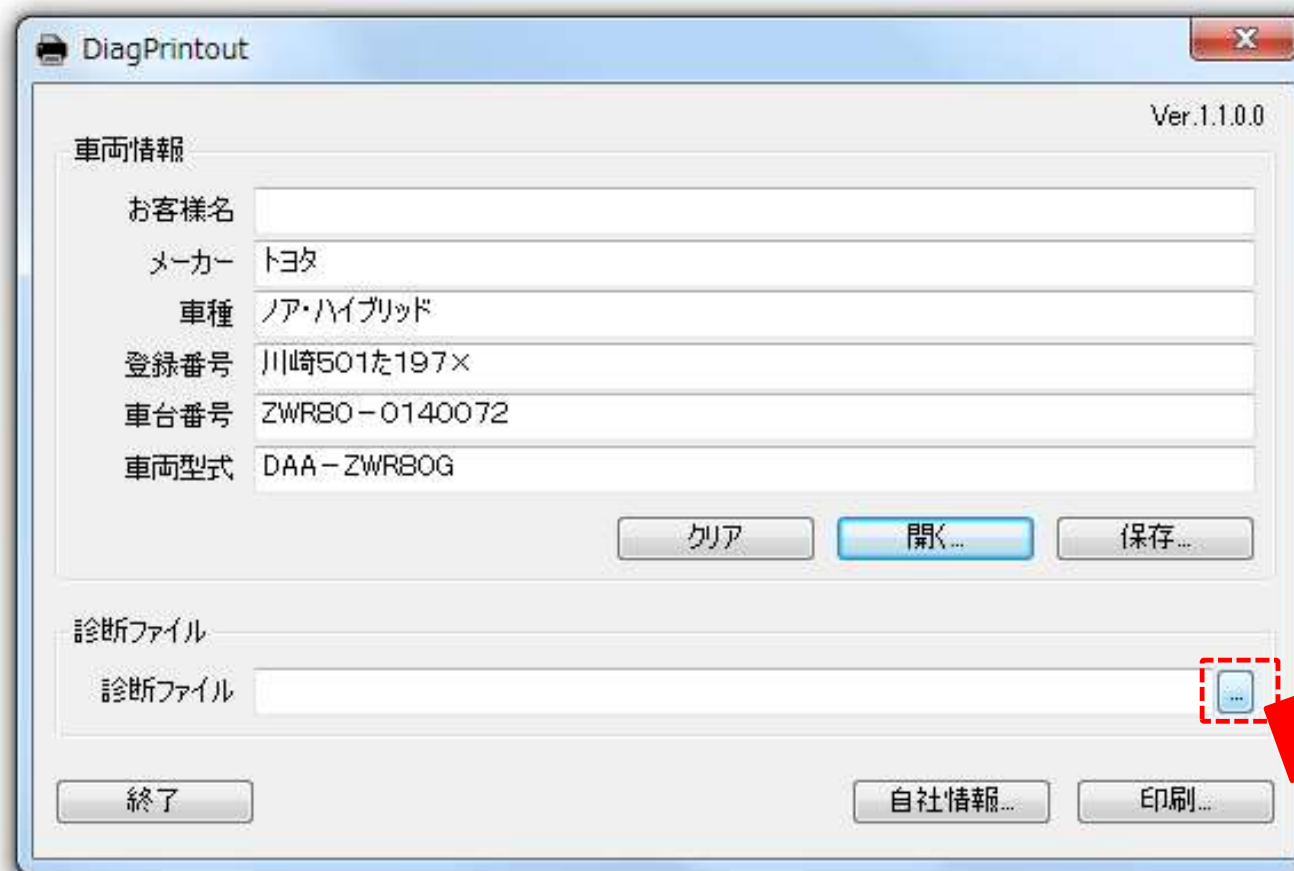 DiagPrintout
Ver.1.1.0.0
車両情報
お客様名
メーカー トヨタ
車種 ノア・ハイブリッド
登録番号 川崎501た197×
車台番号 ZWR80-0140072
車両型式 DAA-ZWR80G
クリア 開く... 保存...
診断ファイル
診断ファイル ...
終了 自社情報... 印刷...